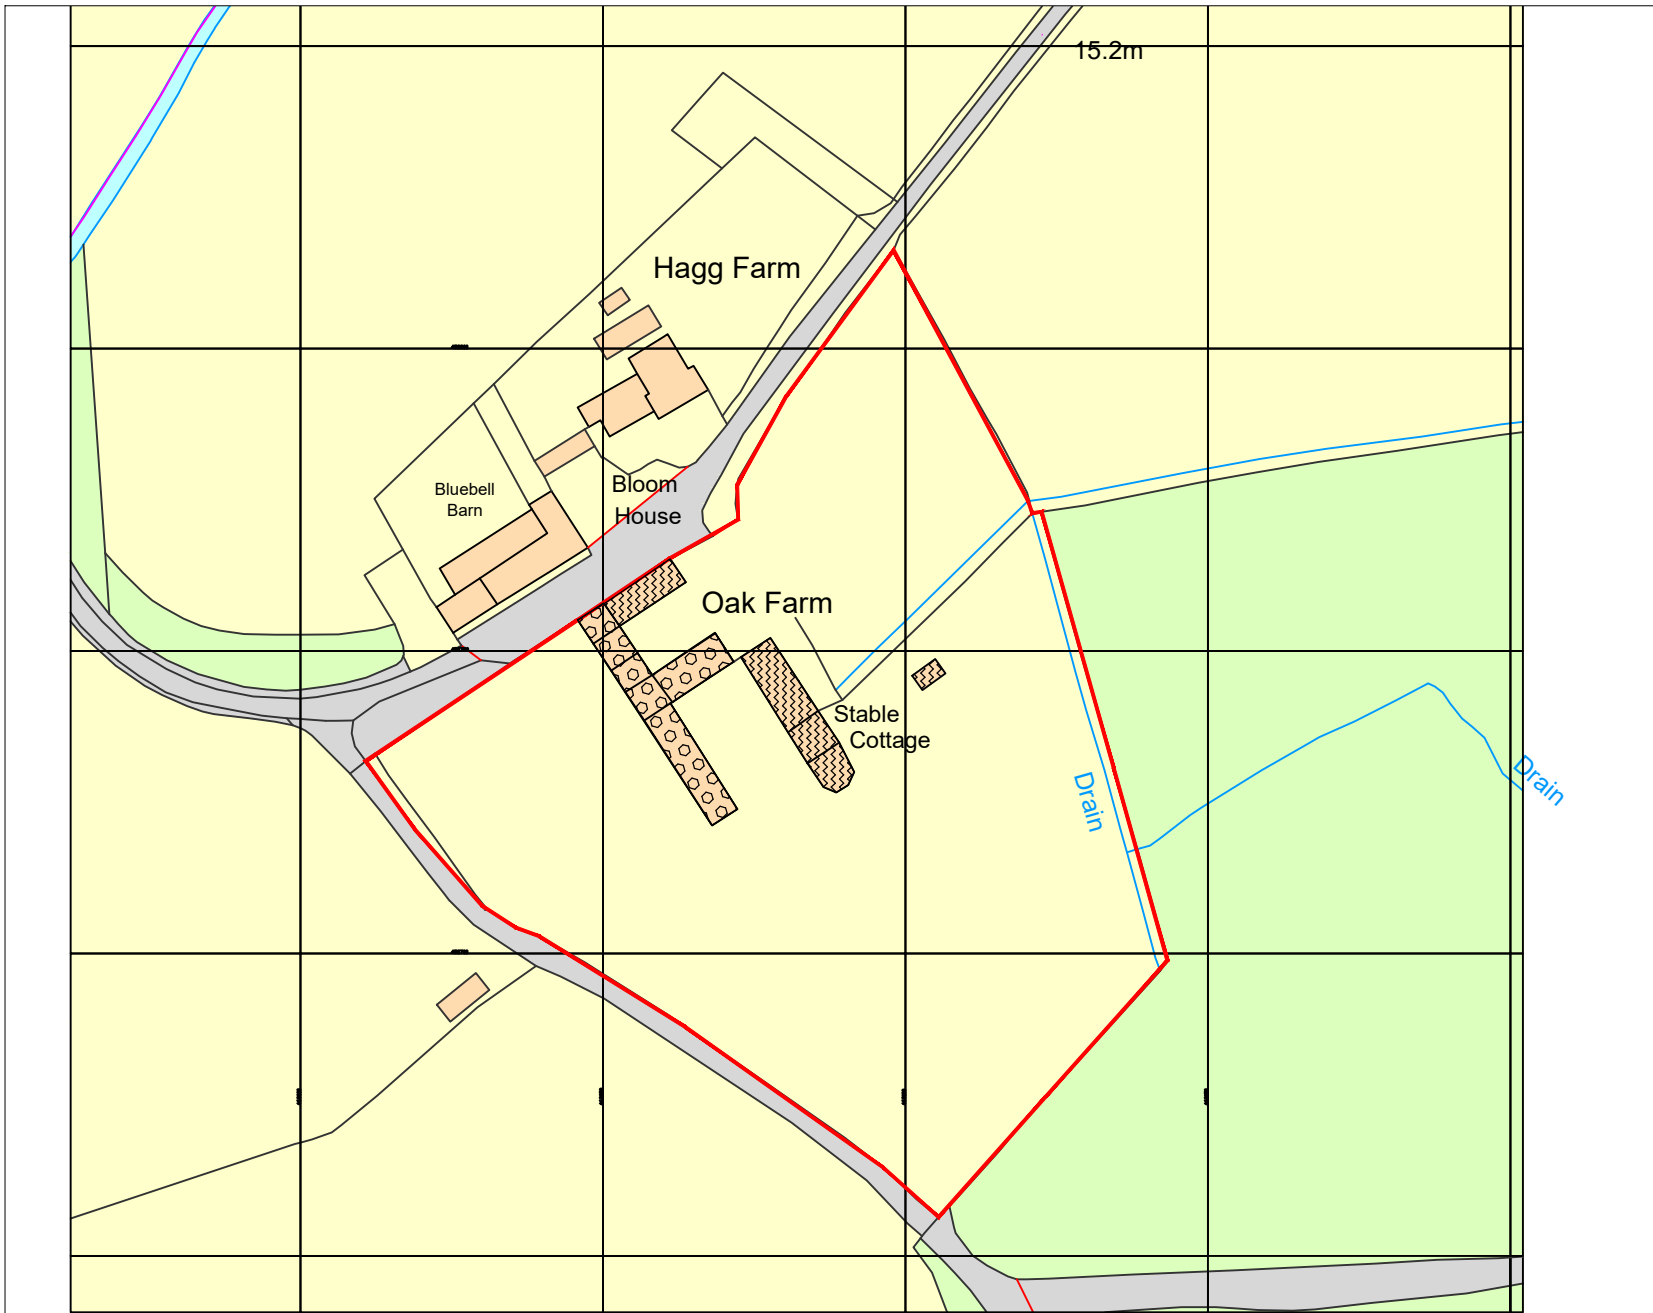 15.2m
Hagg Farm
Bluebell
Barn
Bloom
House
Oak Farm
Stable
Cottage
Drain
Drain